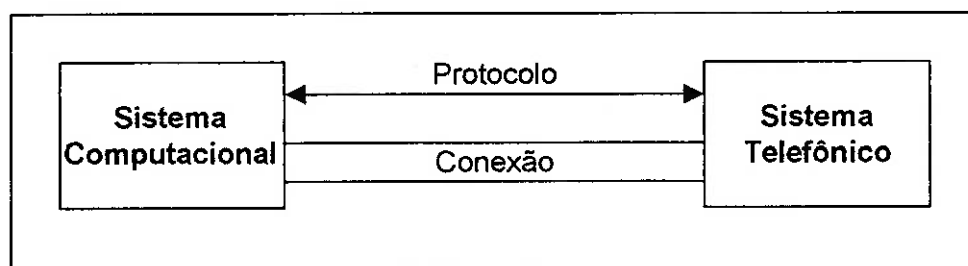 Protocolo
Sistema
Computacional
Conexão
Sistema
Telefônico